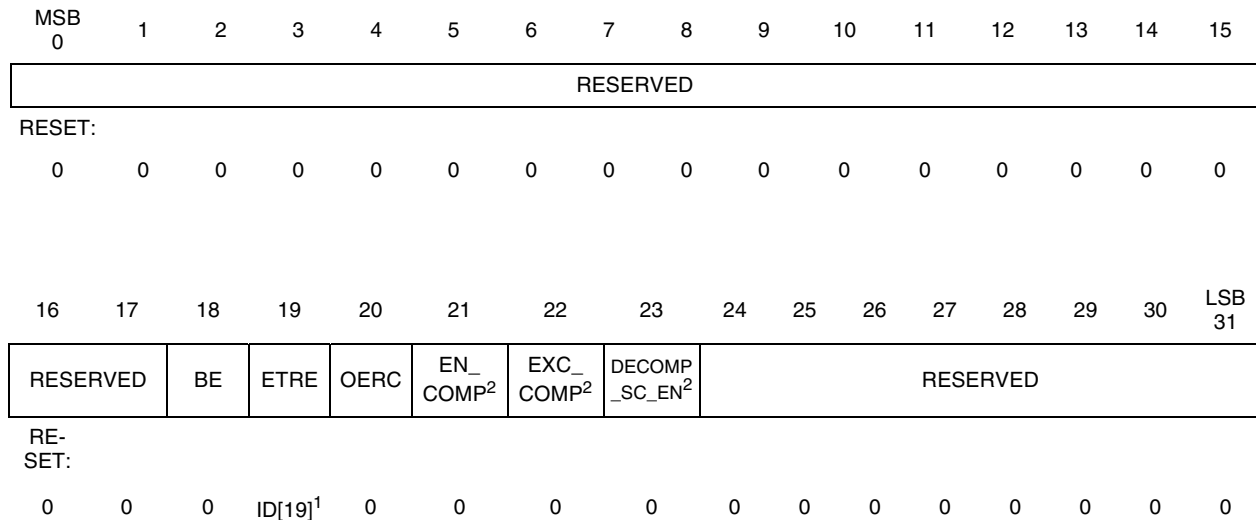 MSB
0 1 2 3 4 5 6 7 8 9 10 11 12 13 14 15
RESERVED
RESET:
0 0 0 0 0 0 0 0 0 0 0 0 0 0 0 0
16 17 18 19 20 21 22 23 24 25 26 27 28 29 30 LSB
31
RESERVED BE ETRE OERC EN_
COMP2 EXC_
COMP2 DECOMP
_SC_EN2 RESERVED
RE-
SET:
0 0 0 ID[19]1 0 0 0 0 0 0 0 0 0 0 0 0